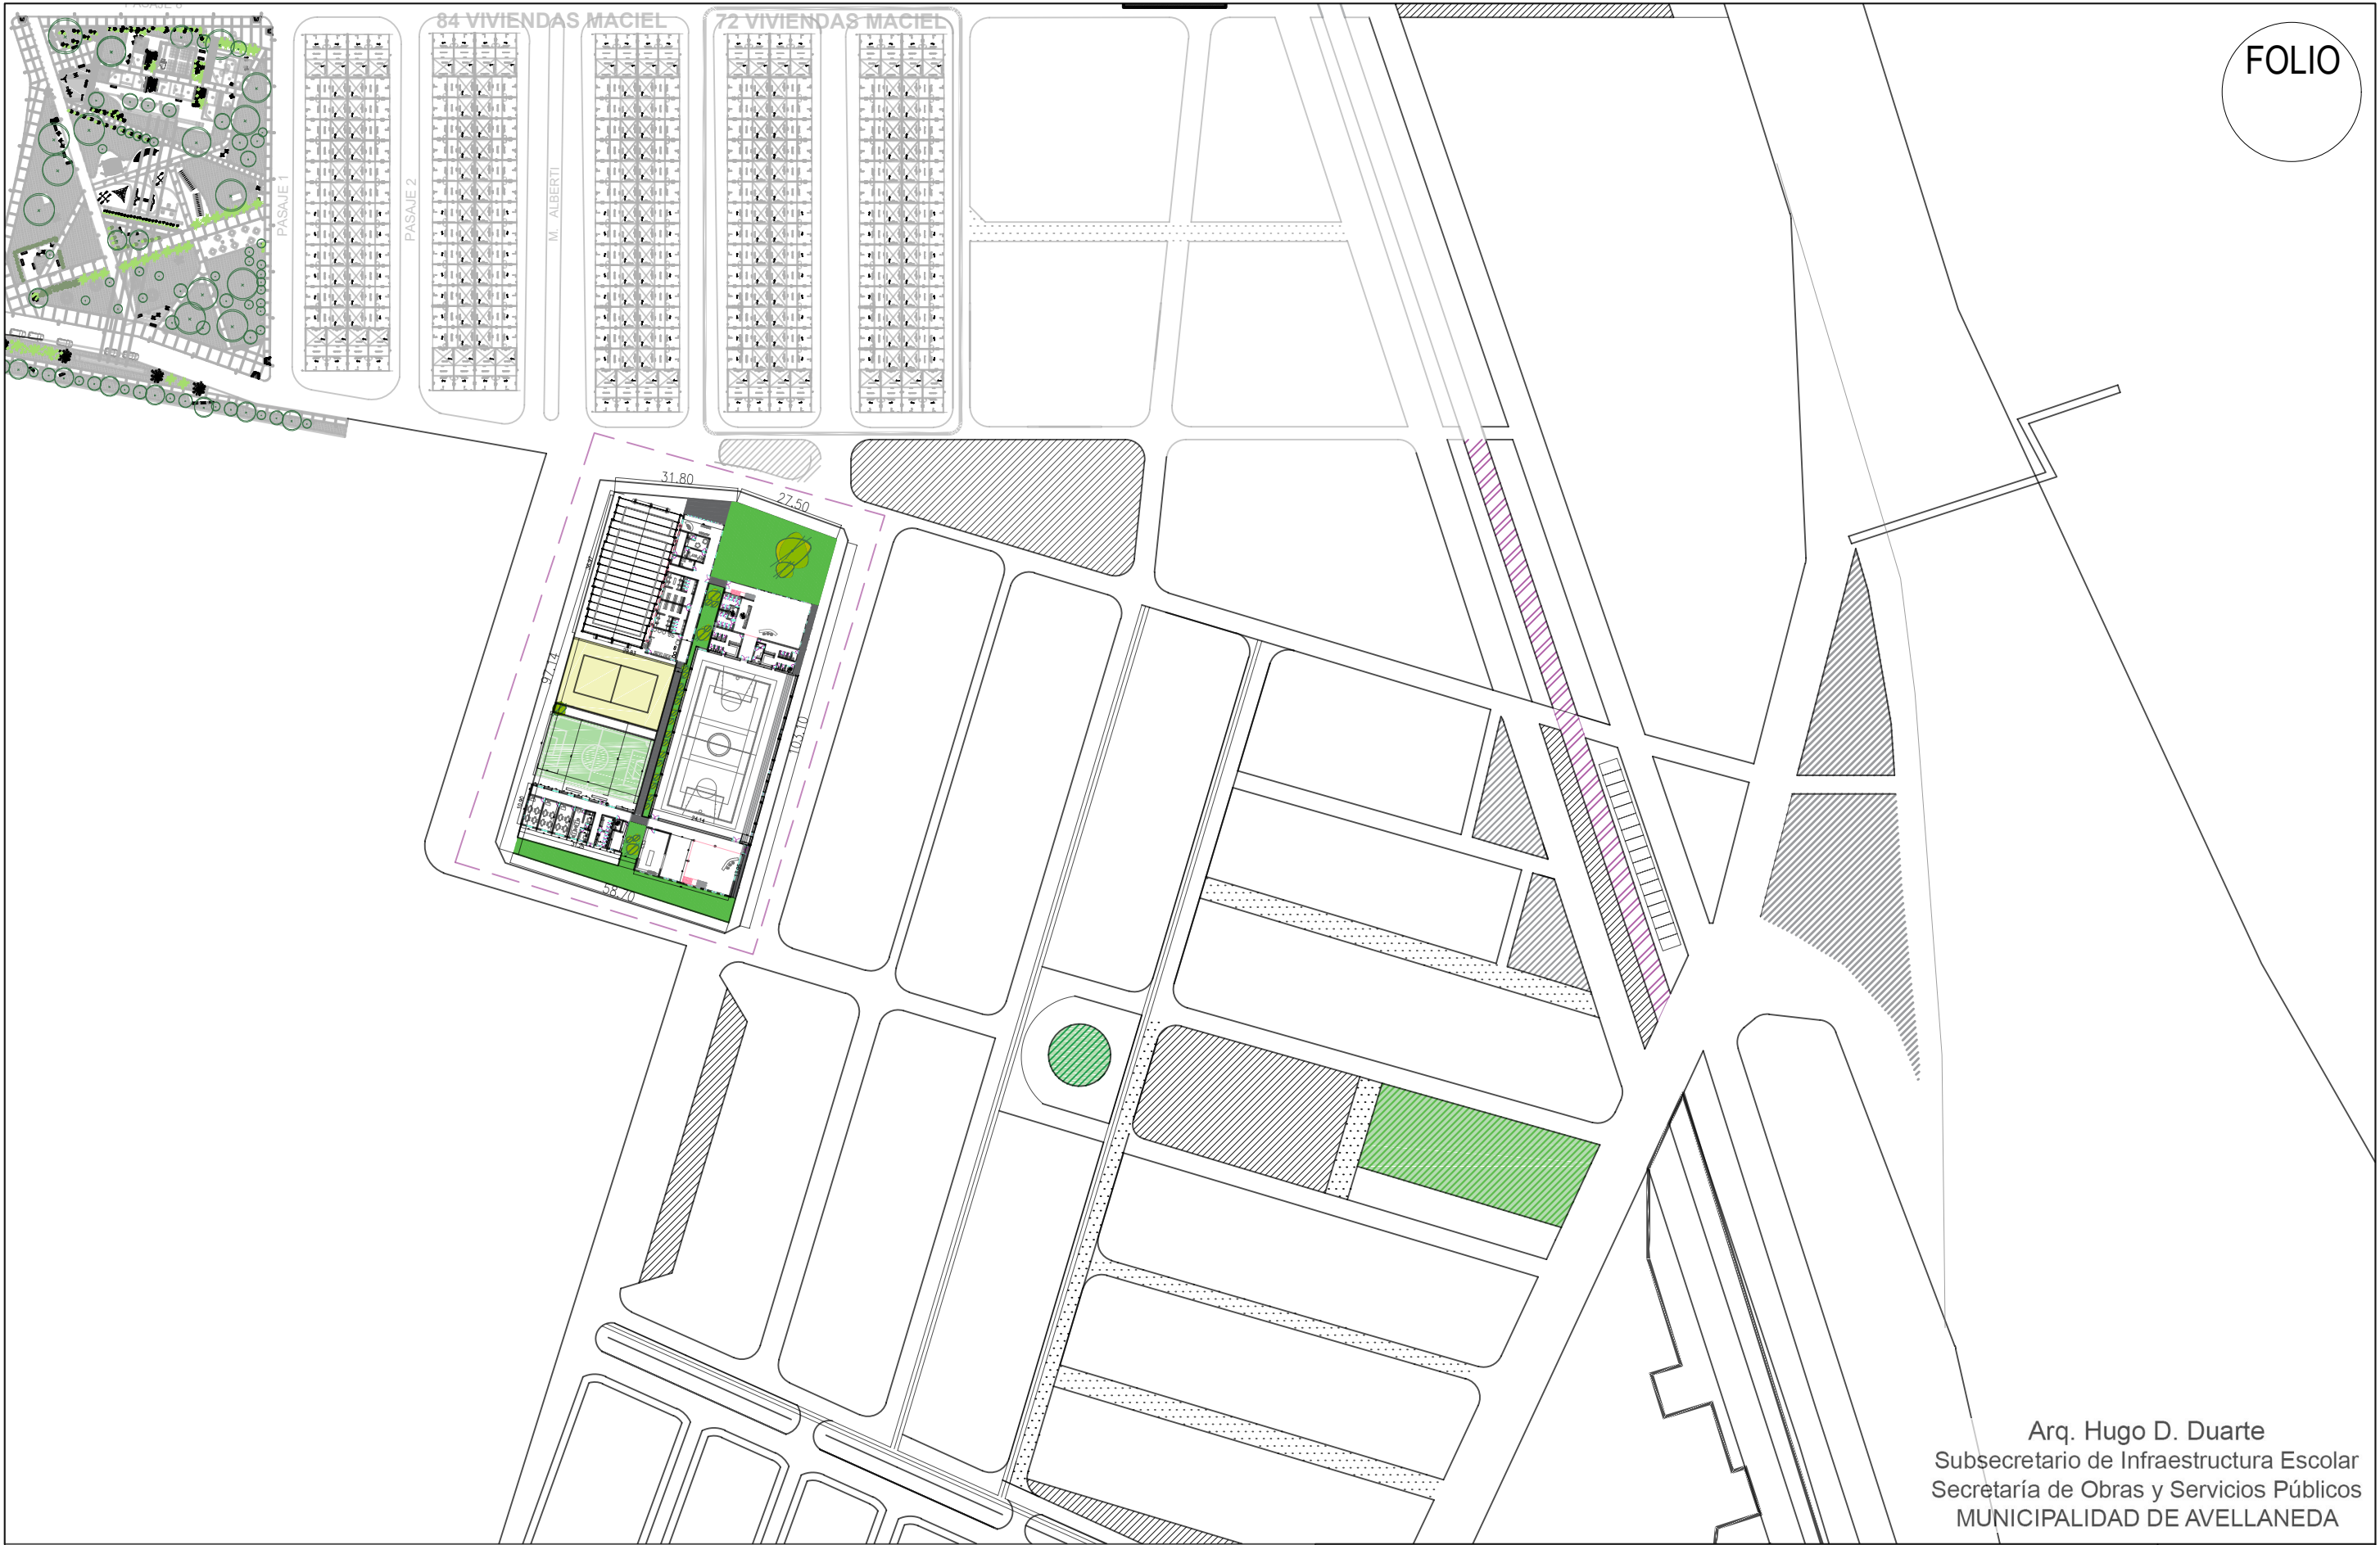 84 VIVIENDAS MACIEL
72 VIVIENDAS MACIEL
FOLIO
PASAJE 1
PASAJE 2
M. ALBERTI
31.80
27.50
97.14
103.10
58.70
Arq. Hugo D. Duarte
Subsecretario de Infraestructura Escolar
Secretaría de Obras y Servicios Públicos
MUNICIPALIDAD DE AVELLANEDA